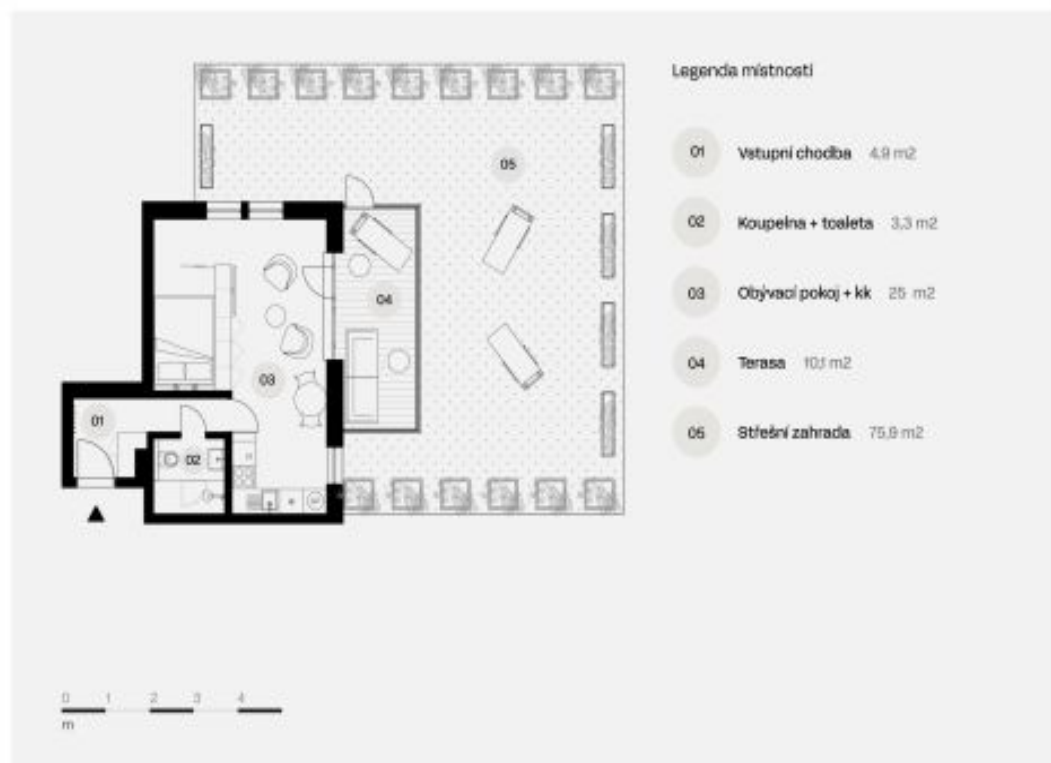 Legenda místností
01 Vstupní chodba 4,9 m2
02 Koupelna + toaleta 3,3 m2
03 Obývací pokoj + kk 25 m2
04 Terasa 10,1 m2
05 Střešní zahrada 75,9 m2
05
04
03
01
02
0 1 2 3 4
m